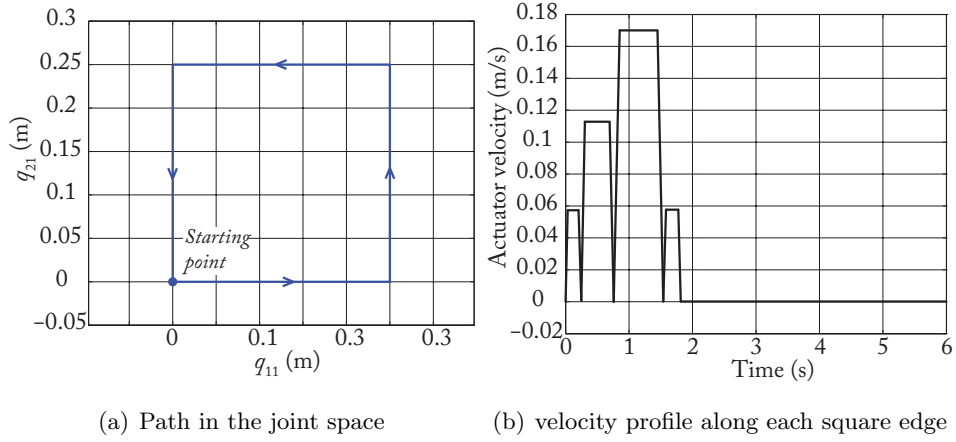 0.3
0.25
0.2
0.15
0.1
0.05
0
−0.05
q21 (m)
Starting
point
0 0.1 0.3 0.3
q11 (m)
0.18
0.16
0.14
0.12
0.1
0.08
0.06
0.04
0.02
0
−0.02
Actuator velocity (m/s)
0 1 2 3 4 5 6
Time (s)
(a) Path in the joint space
(b) velocity profile along each square edge